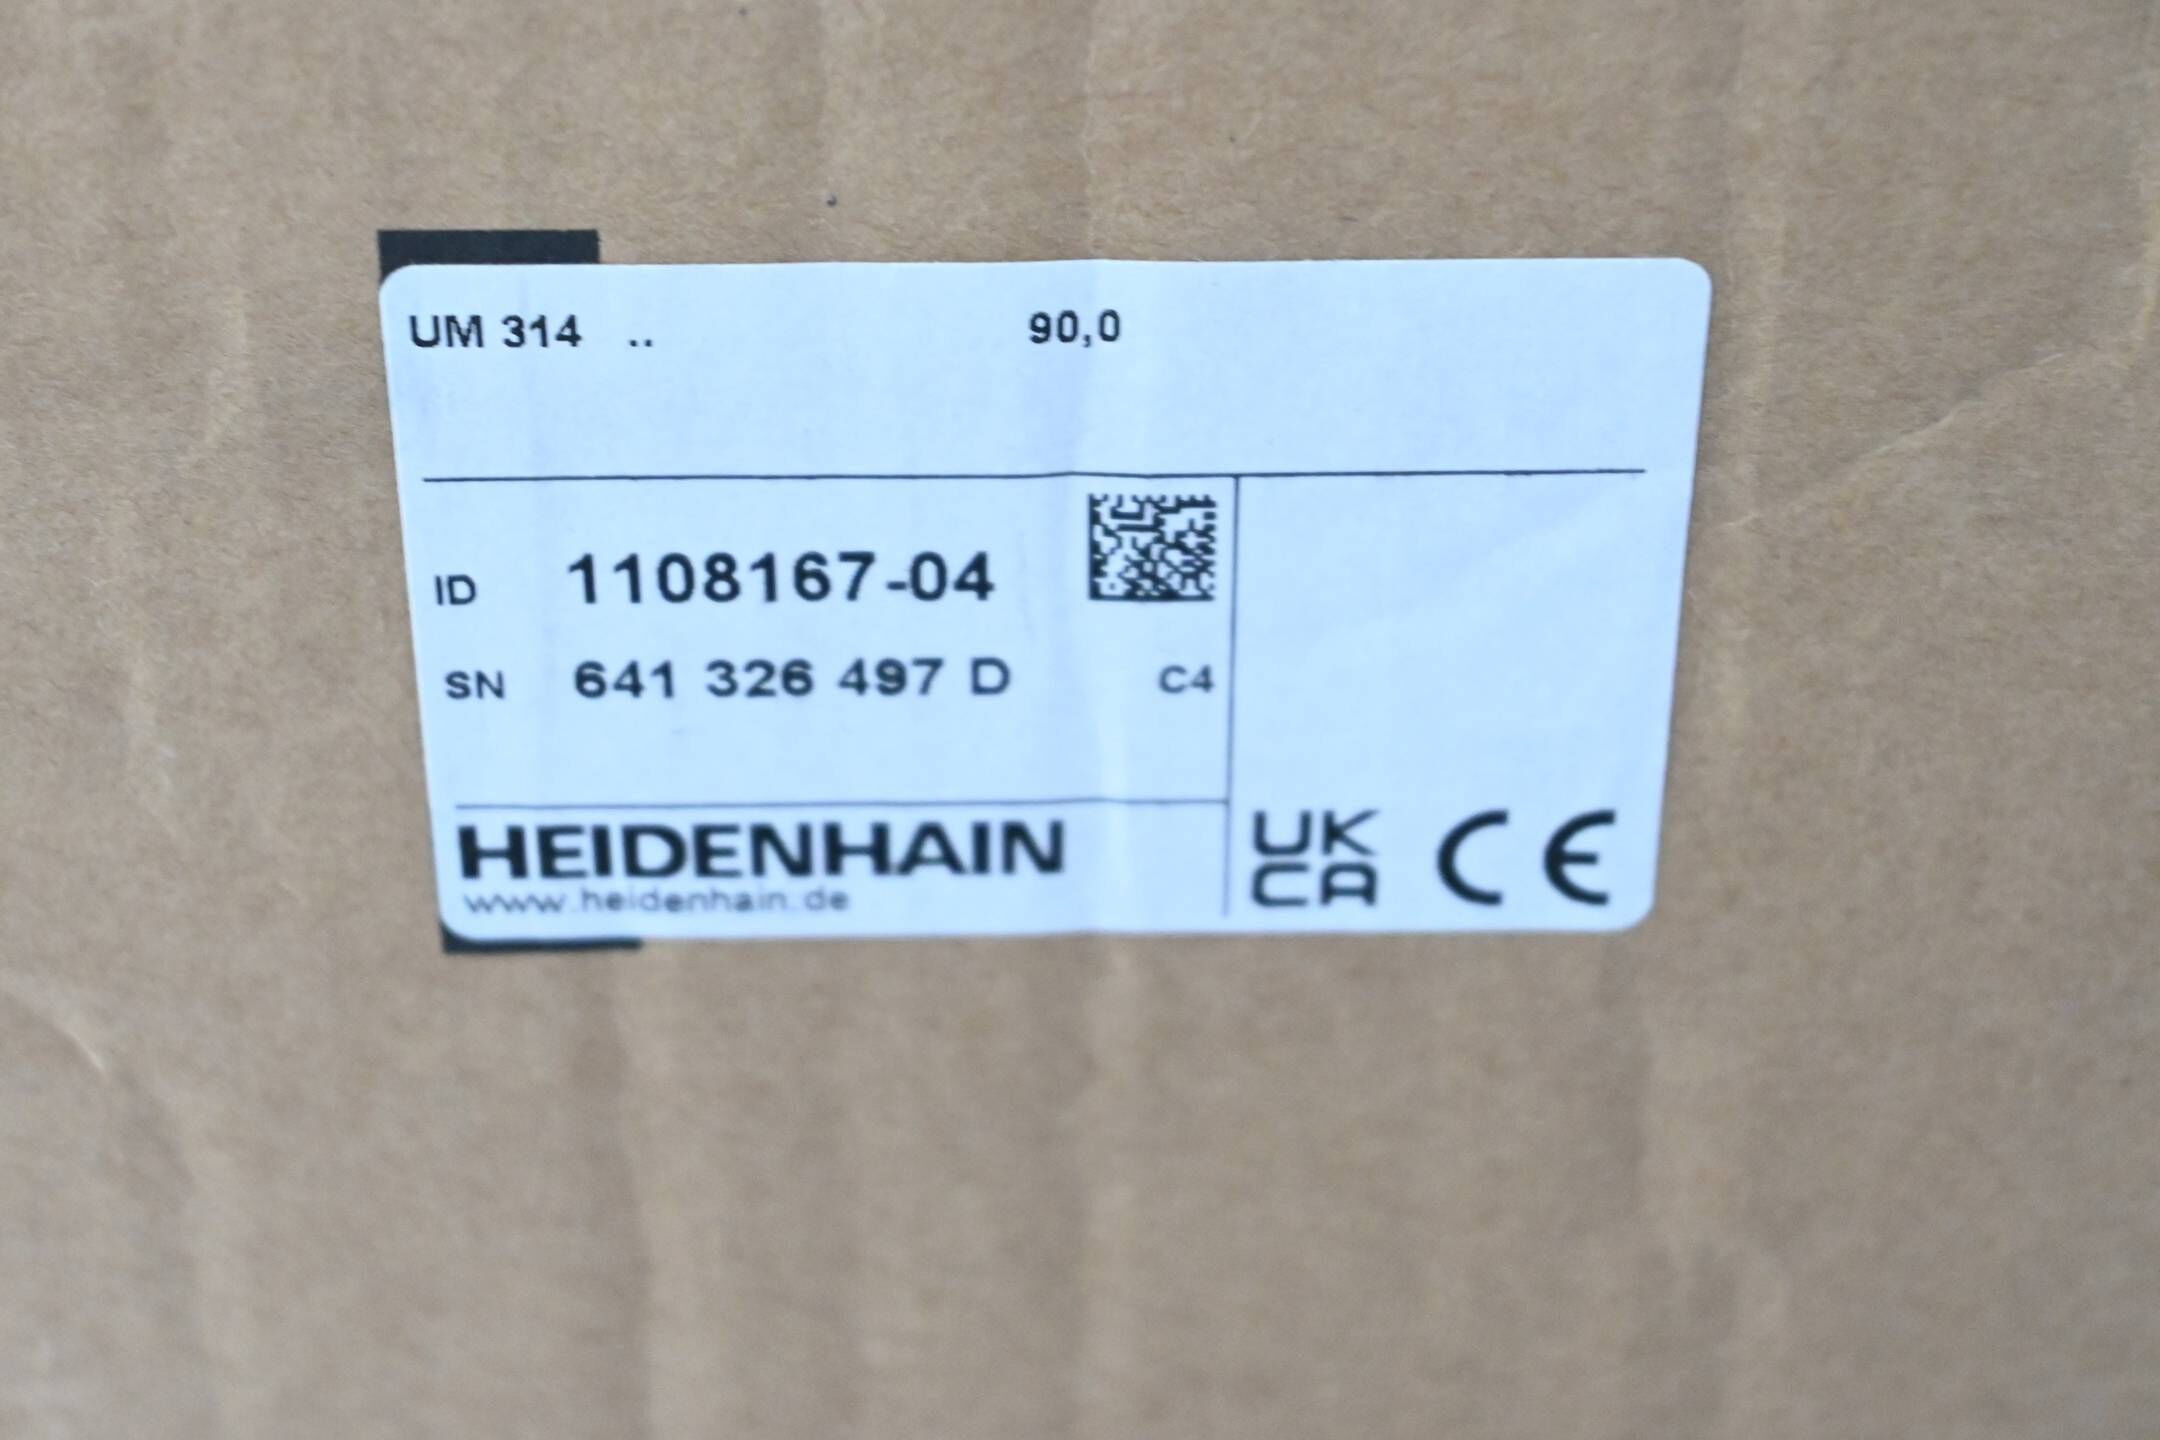 UM 314 .. 90,0
ID 1108167-04
SN 641 326 497 D C4
HEIDENHAIN
www.heidenhain.de
UK
CA CE